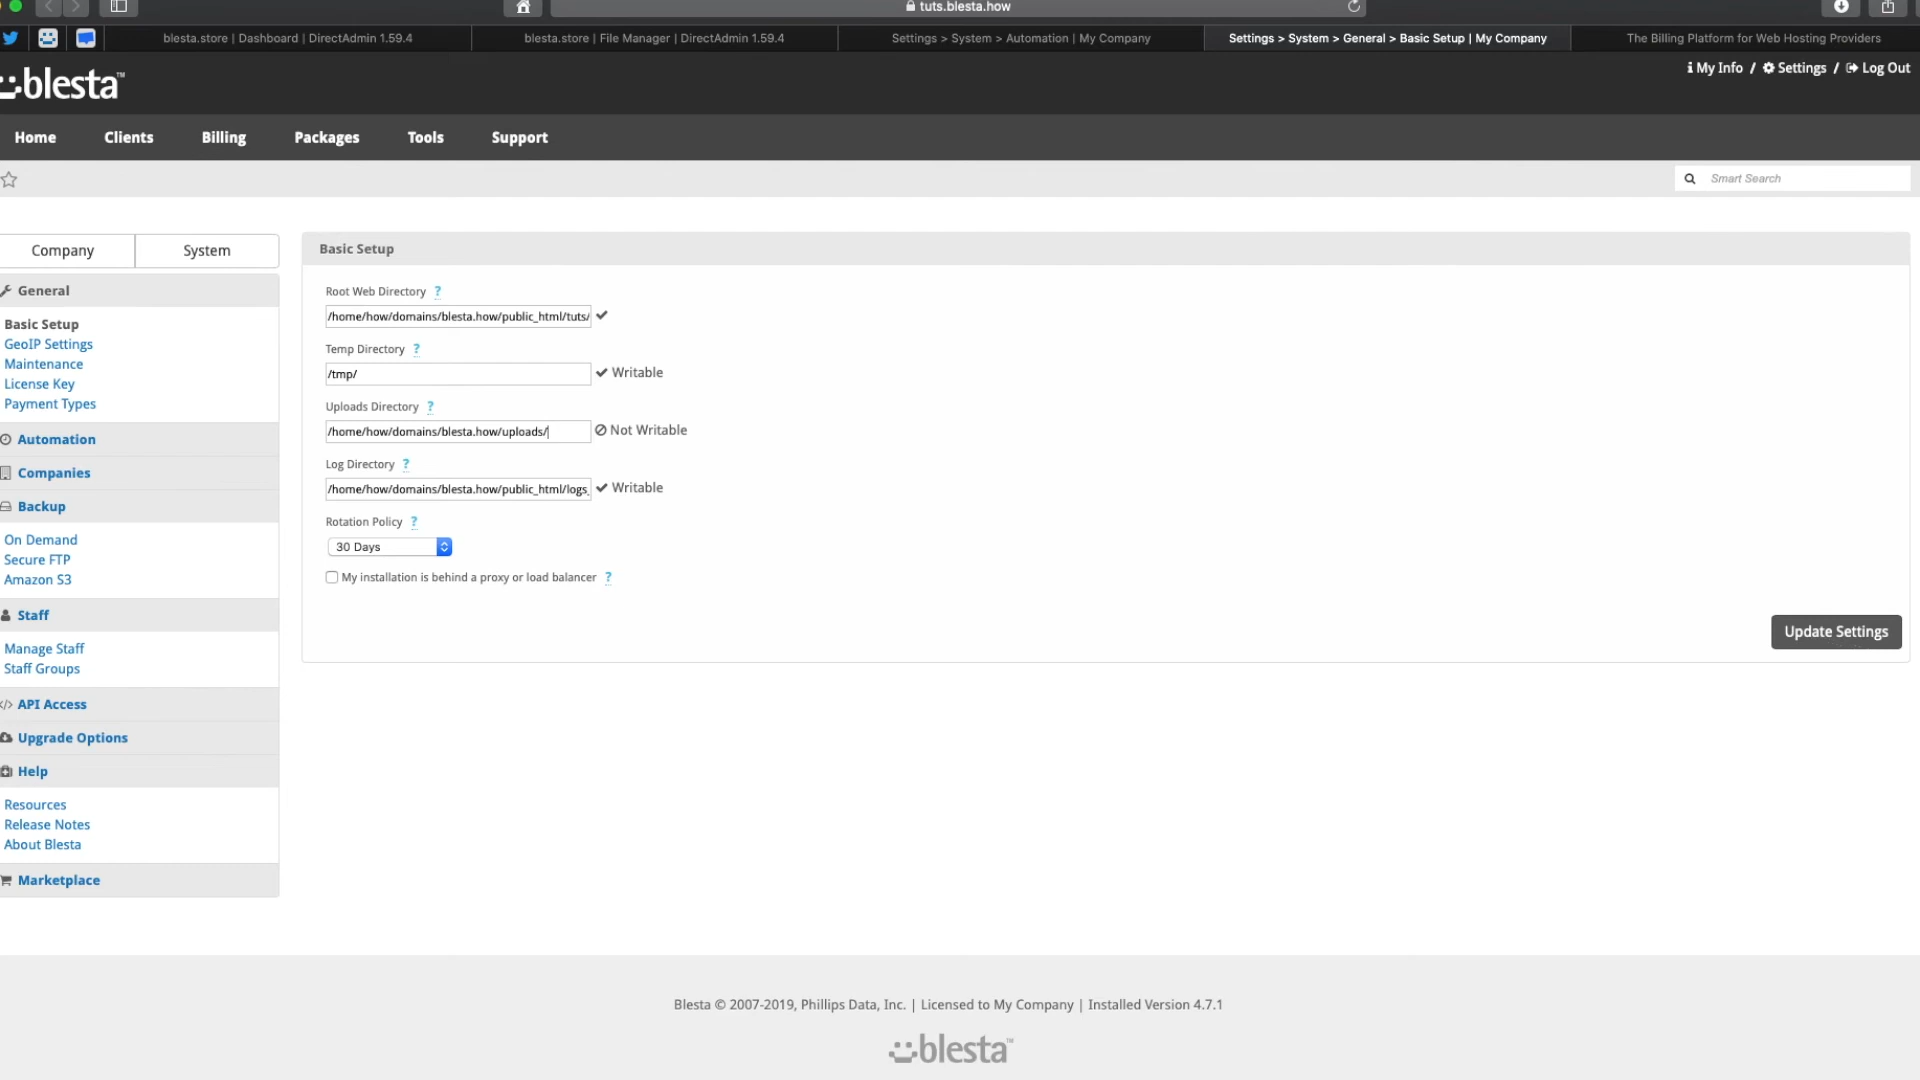 tuts.blesta.how
blesta.store | Dashboard | DirectAdmin 1.59.4
blesta.store | File Manager | DirectAdmin 1.59.4
Settings > System > Automation | My Company
Settings > System > General > Basic Setup | My Company
The Billing Platform for Web Hosting Providers
blesta™
My Info / Settings / Log Out
Home Clients Billing Packages Tools Support
Smart Search
Company System
General
Basic Setup
GeoIP Settings
Maintenance
License Key
Payment Types
Automation
Companies
Backup
On Demand
Secure FTP
Amazon S3
Staff
Manage Staff
Staff Groups
API Access
Upgrade Options
Help
Resources
Release Notes
About Blesta
Marketplace
Basic Setup
Root Web Directory ?
/home/how/domains/blesta.how/public_html/tuts/
Temp Directory ?
/tmp/ Writable
Uploads Directory ?
/home/how/domains/blesta.how/uploads/ Not Writable
Log Directory ?
/home/how/domains/blesta.how/public_html/logs_ Writable
Rotation Policy ?
30 Days
My installation is behind a proxy or load balancer ?
Update Settings
Blesta © 2007-2019, Phillips Data, Inc. | Licensed to My Company | Installed Version 4.7.1
blesta™